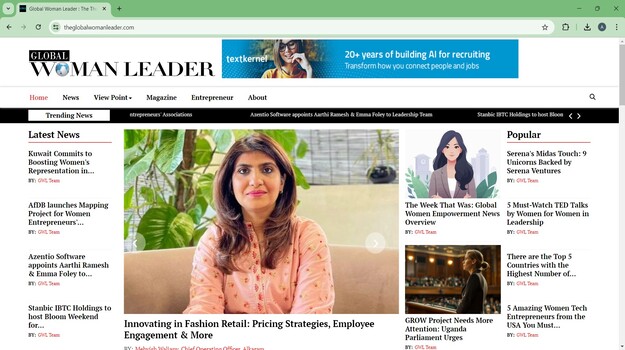 Global Woman Leader : The Tr
theglobalwomanleader.com
GLOBAL
WOMAN LEADER
textkernel
20+ years of building AI for recruiting
Transform how you connect people and jobs
Home
News
View Point
Magazine
Entrepreneur
About
Trending News
entrepreneurs' Associations
Azentio Software appoints Aarthi Ramesh & Emma Foley to Leadership Team
Stanbic IBTC Holdings to host Bloom
Latest News
Kuwait Commits to
Boosting Women's
Representation in...
BY: GWL Team
AfDB launches Mapping
Project for Women
Entrepreneurs'...
BY: GWL Team
Azentio Software
appoints Aarthi Ramesh
& Emma Foley to...
BY: GWL Team
Stanbic IBTC Holdings to
host Bloom Weekend
for...
BY: GWL Team
Innovating in Fashion Retail: Pricing Strategies, Employee
Engagement & More
BY: Mehwish Wallany, Chief Operating Officer, Alkaram
The Week That Was: Global
Women Empowerment News
Overview
BY: GWL Team
GROW Project Needs More
Attention: Uganda
Parliament Urges
BY: GWL Team
Popular
Serena's Midas Touch: 9
Unicorns Backed by
Serena Ventures
BY: GWL Team
5 Must-Watch TED Talks
by Women for Women in
Leadership
BY: GWL Team
There are the Top 5
Countries with the
Highest Number of...
BY: GWL Team
5 Amazing Women Tech
Entrepreneurs from the
USA You Must...
BY: GWL Team